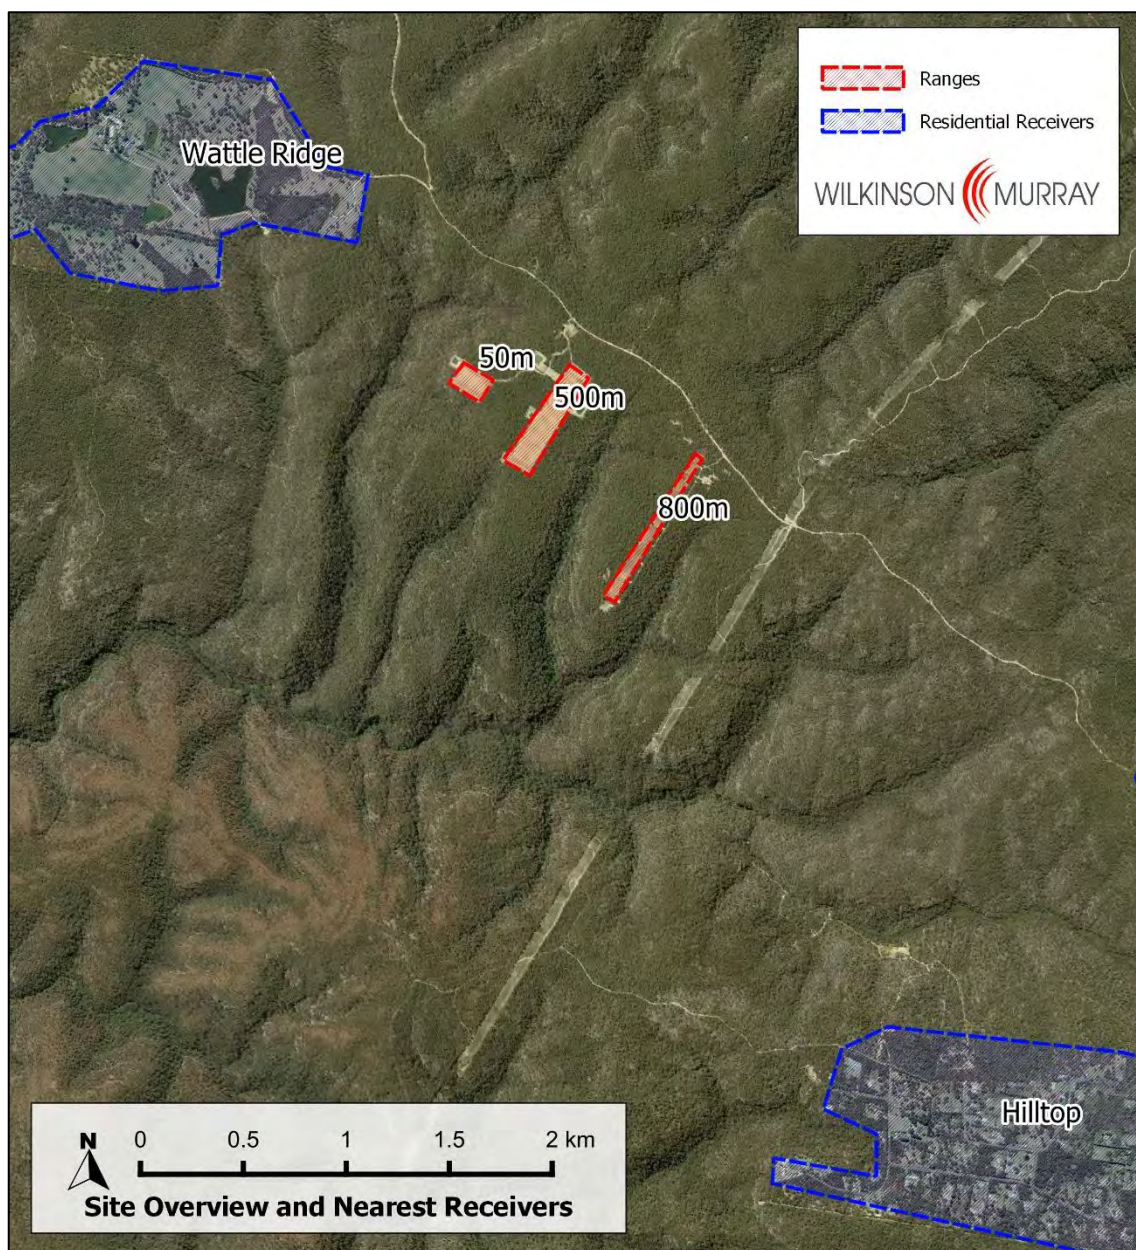 Ranges
Residential Receivers
WILKINSON MURRAY
Wattle Ridge
50m
500m
800m
Hilltop
N
0 0.5 1 1.5 2 km
Site Overview and Nearest Receivers